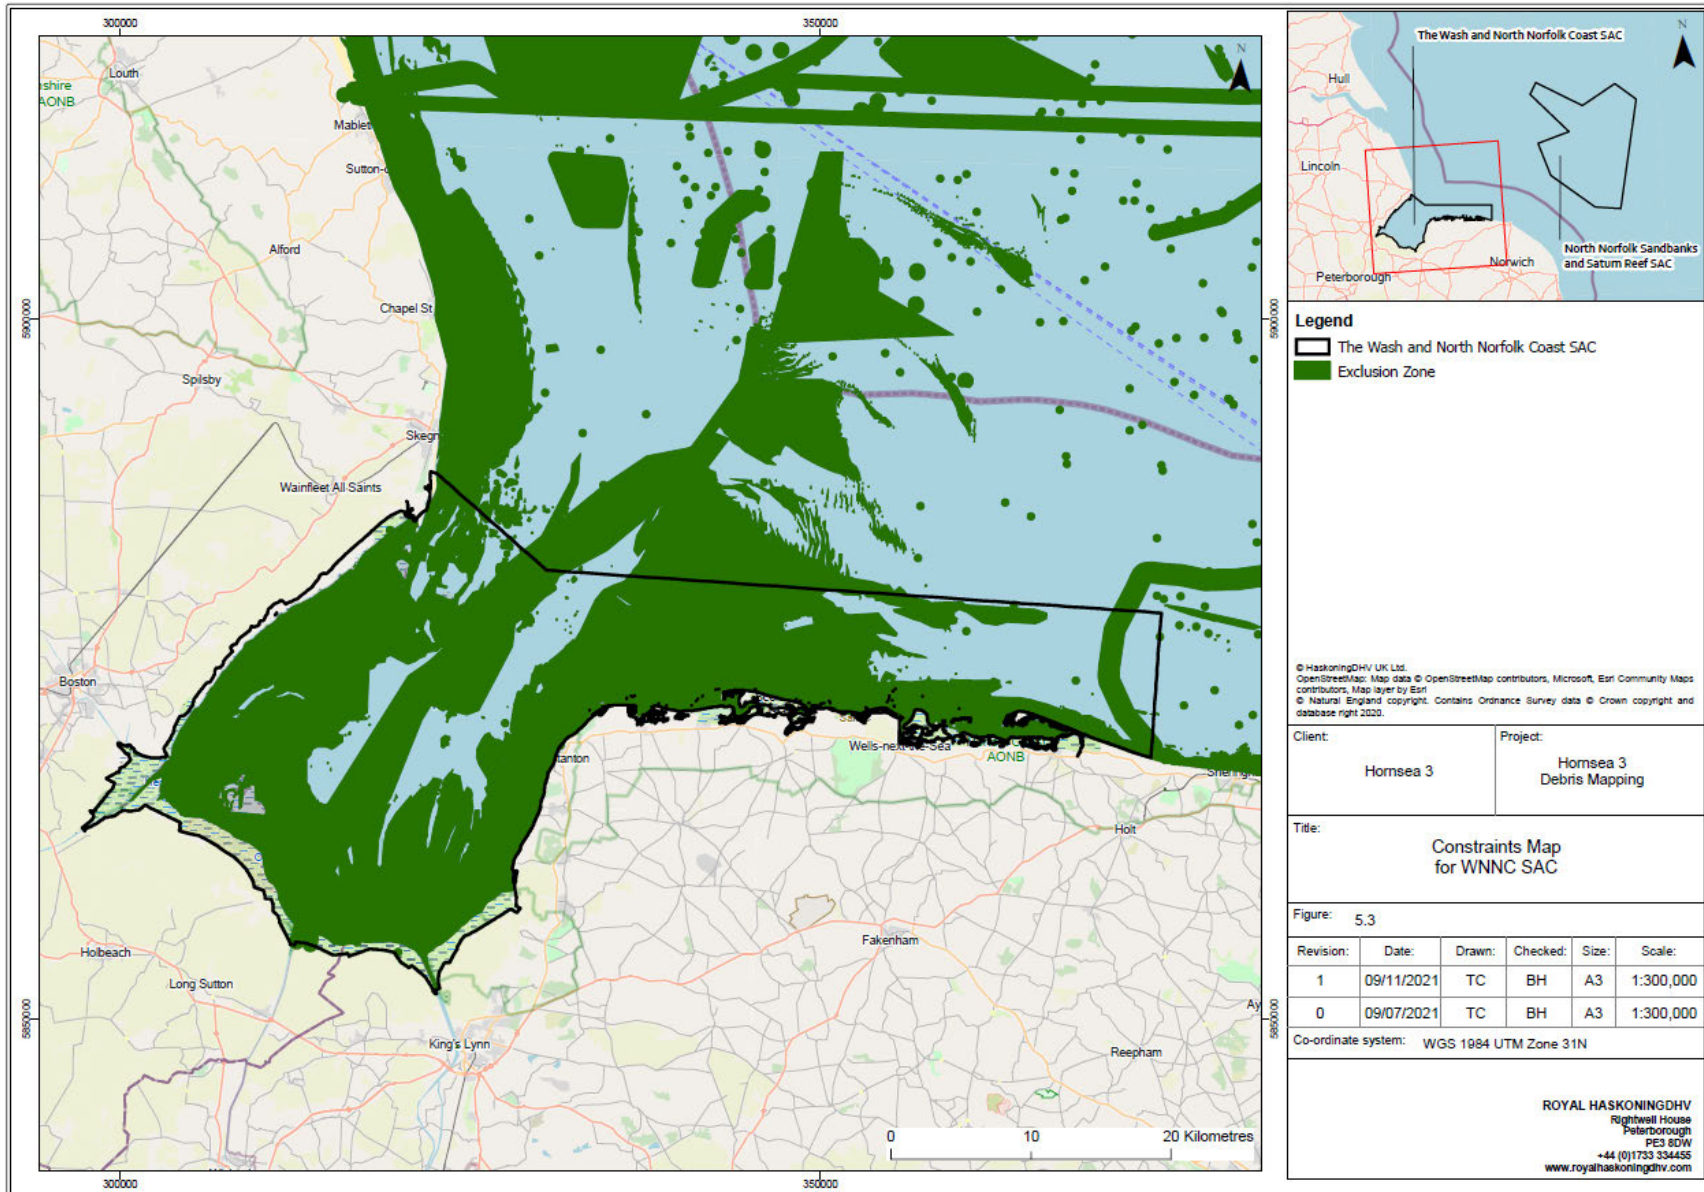 300000
350000
Louth
shire
AONB
Mablet
Sutton-o
Alford
Chapel St
Spilsby
Skegn
Wainfleet All Saints
Boston
Stanton
Wells-next-the-Sea
AONB
Sheringh
Holt
Fakenham
Holbeach
Long Sutton
King's Lynn
Reepham
Ay
5900000
5900000
5850000
5850000
N
0 10 20 Kilometres
300000
350000
The Wash and North Norfolk Coast SAC
N
Hull
Lincoln
Norwich
Peterborough
North Norfolk Sandbanks
and Saturn Reef SAC
Legend
The Wash and North Norfolk Coast SAC
Exclusion Zone
© HaskoningDHV UK Ltd.
OpenStreetMap: Map data © OpenStreetMap contributors, Microsoft, Esri Community Maps
contributors, Map layer by Esri
© Natural England copyright. Contains Ordnance Survey data © Crown copyright and
database right 2020.
Client:
Hornsea 3
Project:
Hornsea 3
Debris Mapping
Title:
Constraints Map
for WNNC SAC
Figure: 5.3
Revision: Date: Drawn: Checked: Size: Scale:
1 09/11/2021 TC BH A3 1:300,000
0 09/07/2021 TC BH A3 1:300,000
Co-ordinate system: WGS 1984 UTM Zone 31N
ROYAL HASKONINGDHV
Rightwell House
Peterborough
PE3 8DW
+44 (0)1733 334455
www.royalhaskoningdhv.com